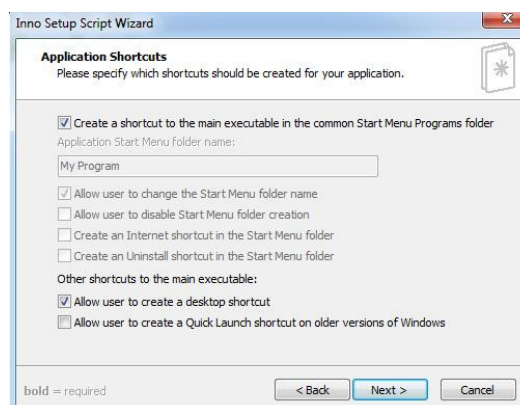 Inno Setup Script Wizard
Application Shortcuts
Please specify which shortcuts should be created for your application.
Create a shortcut to the main executable in the common Start Menu Programs folder
Application Start Menu folder name:
My Program
Allow user to change the Start Menu folder name
Allow user to disable Start Menu folder creation
Create an Internet shortcut in the Start Menu folder
Create an Uninstall shortcut in the Start Menu folder
Other shortcuts to the main executable:
Allow user to create a desktop shortcut
Allow user to create a Quick Launch shortcut on older versions of Windows
bold = required
< Back Next > Cancel